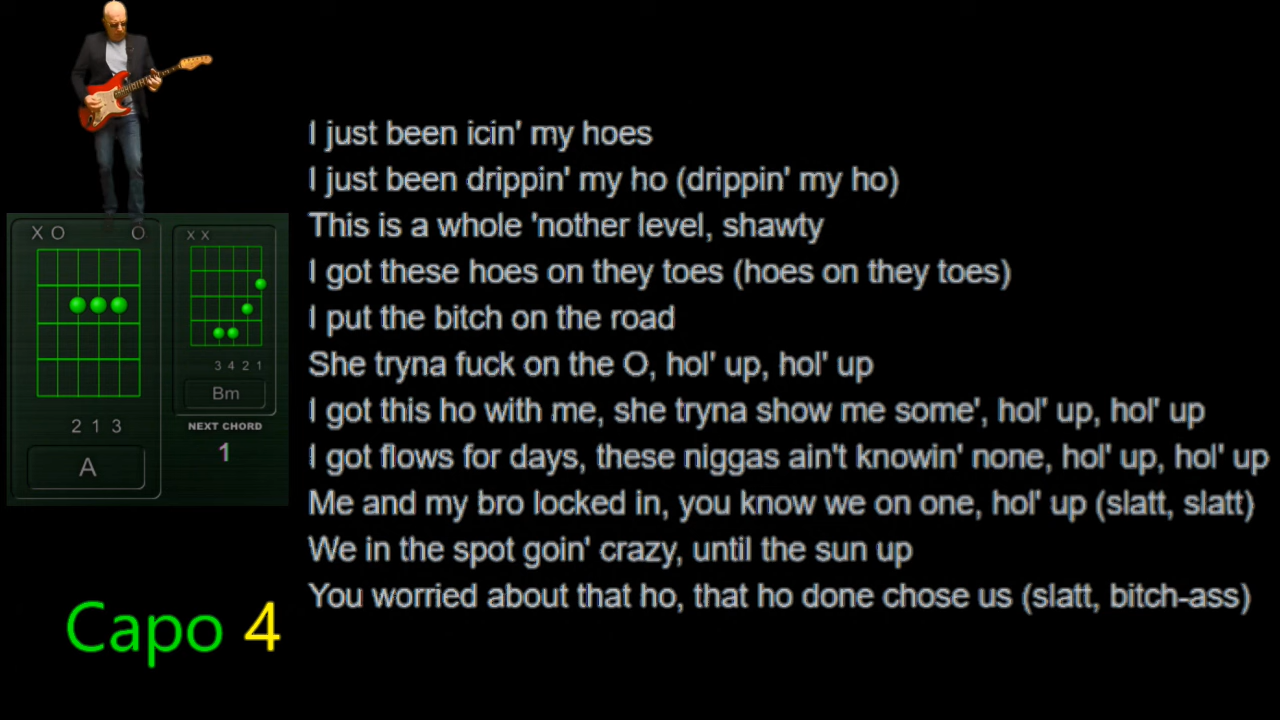 I just been icin' my hoes
I just been drippin' my ho (drippin' my ho)
This is a whole 'nother level, shawty
I got these hoes on they toes (hoes on they toes)
I put the bitch on the road
She tryna fuck on the O, hol' up, hol' up
I got this ho with me, she tryna show me some', hol' up, hol' up
I got flows for days, these niggas ain't knowin' none, hol' up, hol' up
Me and my bro locked in, you know we on one, hol' up (slatt, slatt)
We in the spot goin' crazy, until the sun up
You worried about that ho, that ho done chose us (slatt, bitch-ass)
X O O
2 1 3
A
X X
3 4 2 1
Bm
NEXT CHORD
1
Capo 4